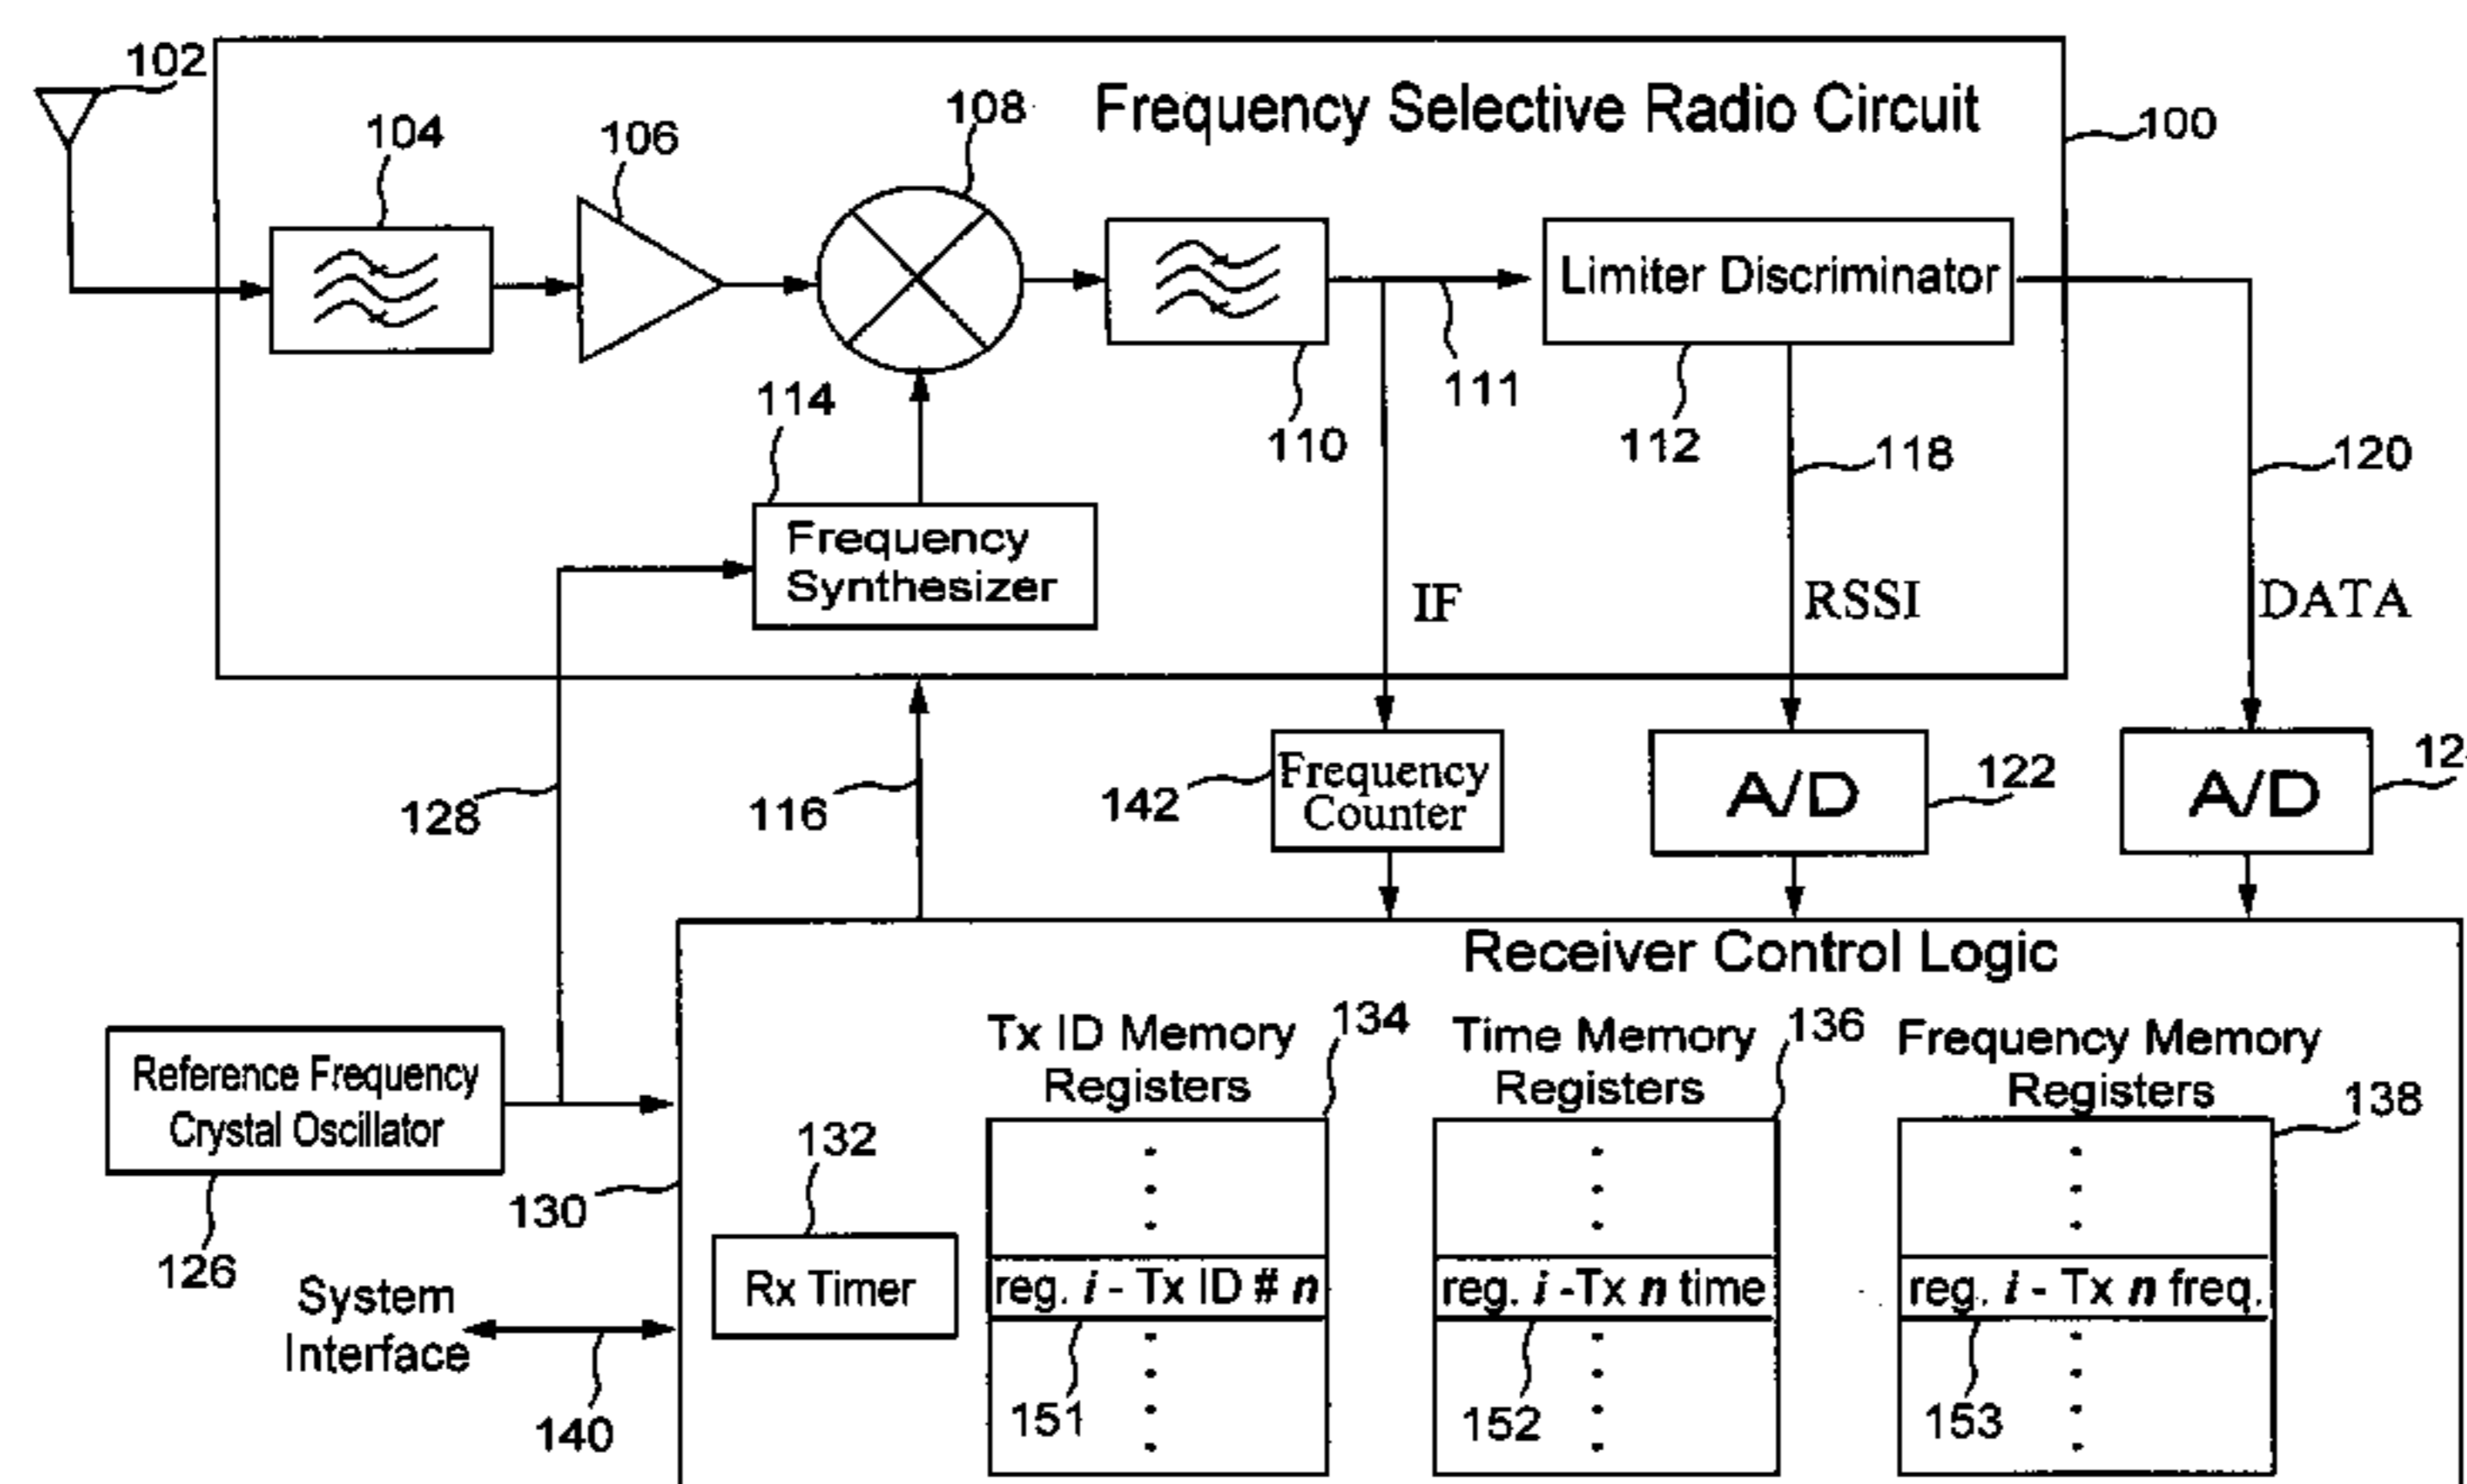 102
Frequency Selective Radio Circuit
100
104
106
108
Limiter Discriminator
114
111
110
112
118
120
Frequency
Synthesizer
IF
RSSI
DATA
128
116
142
Frequency
Counter
A/D
122
A/D
Receiver Control Logic
Reference Frequency
Crystal Oscillator
126
130
132
Rx Timer
Tx ID Memory
Registers
134
Time Memory
Registers
136
Frequency Memory
Registers
138
reg. i - Tx ID # n
reg. i -Tx n time
reg. i - Tx n freq.
System
Interface
140
151
152
153